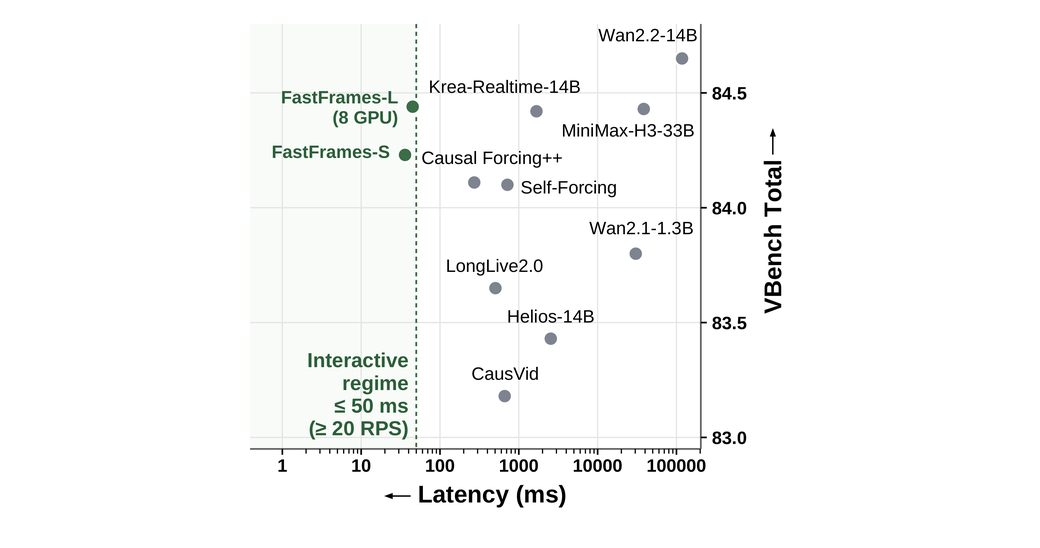 Wan2.2-14B
Krea-Realtime-14B
84.5
FastFrames-L
(8 GPU)
MiniMax-H3-33B
FastFrames-S
Causal Forcing++
Self-Forcing
84.0
Wan2.1-1.3B
VBench Total →
LongLive2.0
Helios-14B
83.5
Interactive
regime
≤ 50 ms
(≥ 20 RPS)
CausVid
83.0
1 10 100 1000 10000 100000
← Latency (ms)